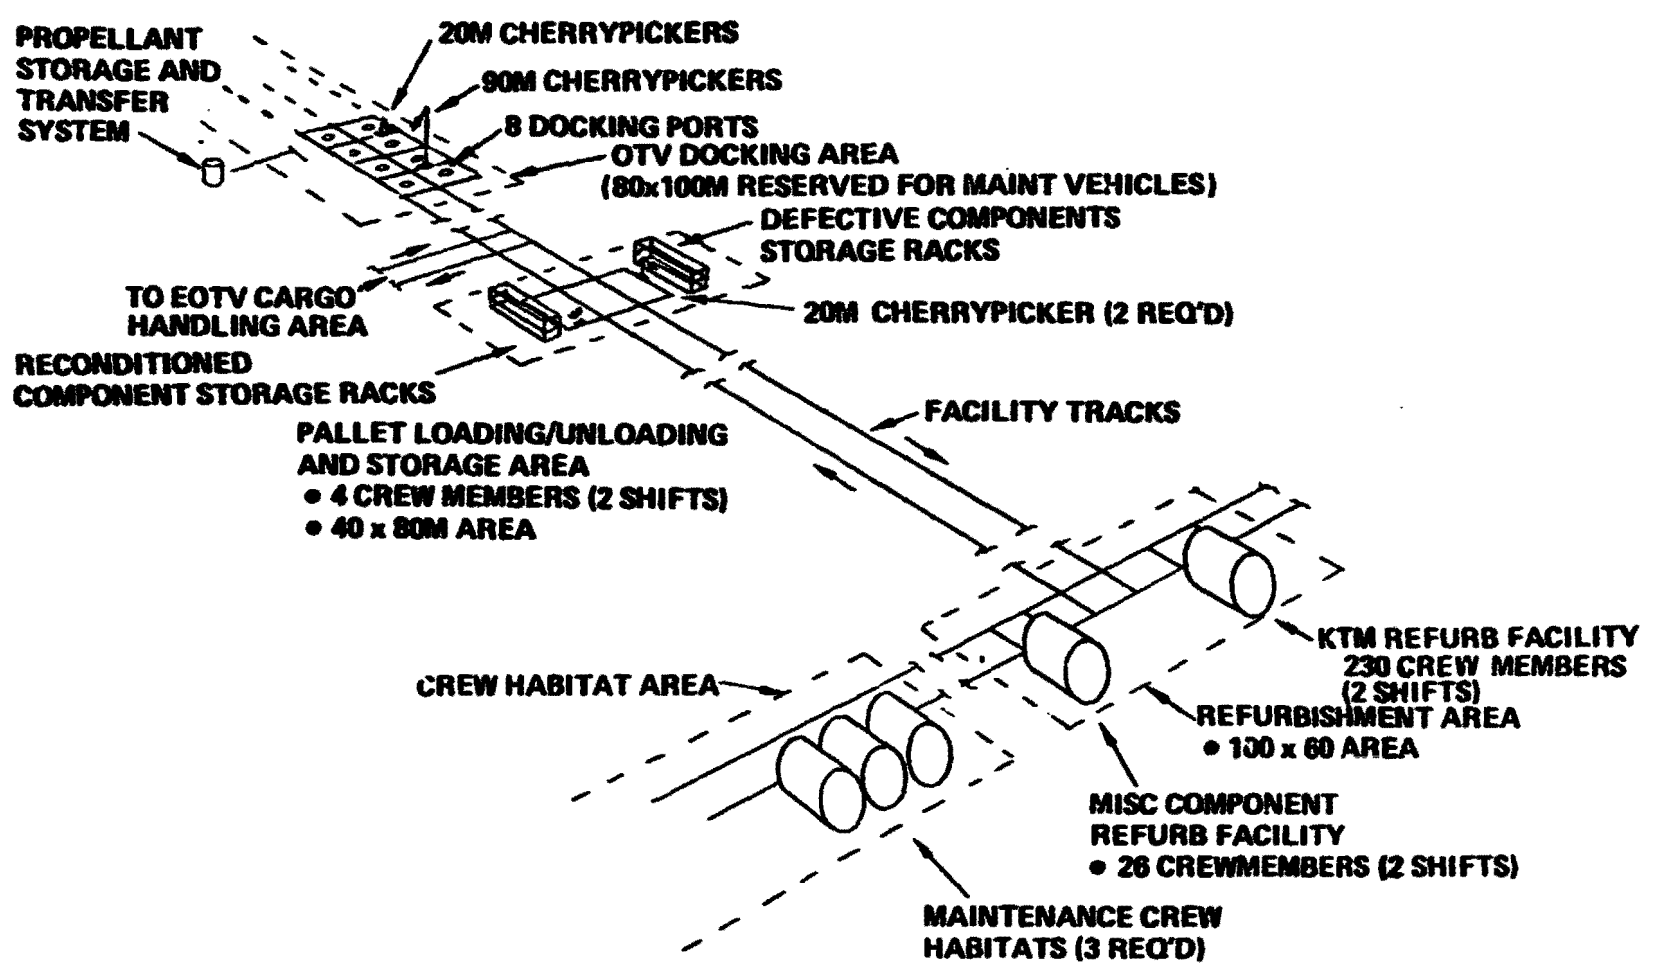 PROPELLANT
STORAGE AND
TRANSFER
SYSTEM
20M CHERRYPICKERS
90M CHERRYPICKERS
8 DOCKING PORTS
OTV DOCKING AREA
(80x100M RESERVED FOR MAINT VEHICLES)
DEFECTIVE COMPONENTS
STORAGE RACKS
TO EOTV CARGO
HANDLING AREA
20M CHERRYPICKER (2 REQ'D)
RECONDITIONED
COMPONENT STORAGE RACKS
PALLET LOADING/UNLOADING
AND STORAGE AREA
• 4 CREW MEMBERS (2 SHIFTS)
• 40 x 80M AREA
FACILITY TRACKS
KTM REFURB FACILITY
230 CREW MEMBERS
(2 SHIFTS)
REFURBISHMENT AREA
• 100 x 60 AREA
CREW HABITAT AREA
MISC COMPONENT
REFURB FACILITY
• 26 CREWMEMBERS (2 SHIFTS)
MAINTENANCE CREW
HABITATS (3 REQ'D)